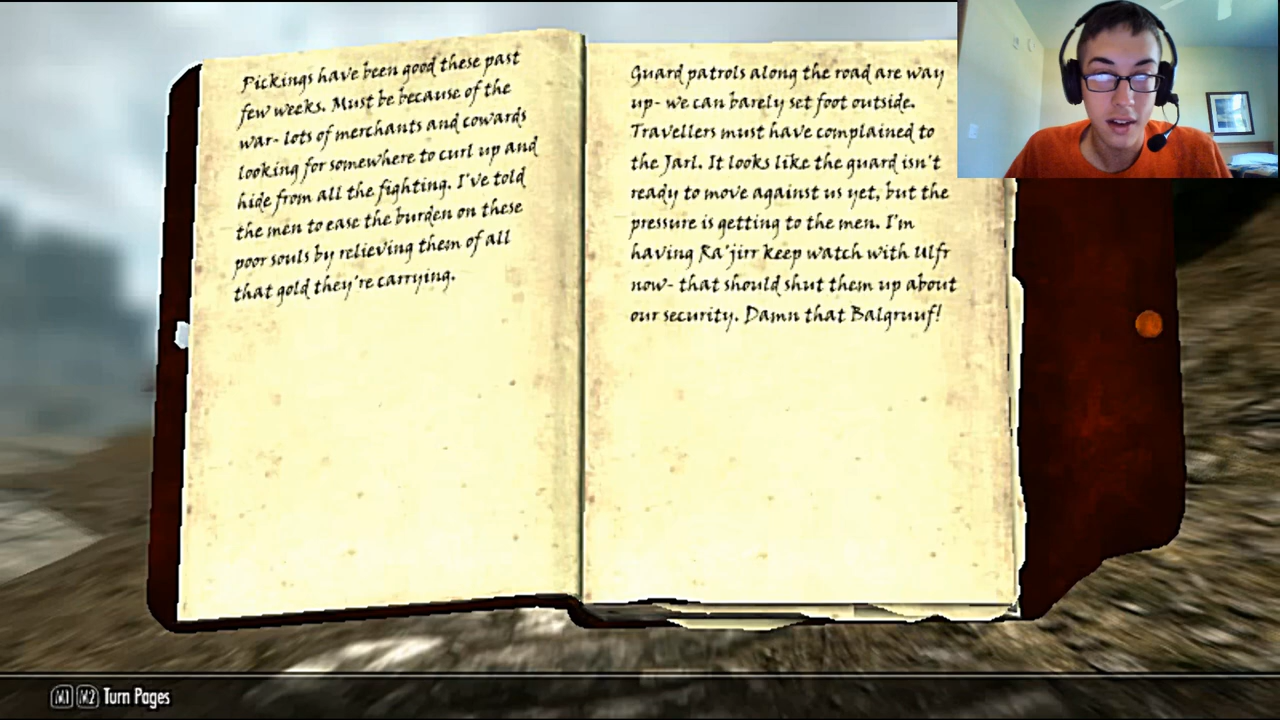 Pickings have been good these past
few weeks. Must be because of the
war- lots of merchants and cowards
looking for somewhere to curl up and
hide from all the fighting. I've told
the men to ease the burden on these
poor souls by relieving them of all
that gold they're carrying.
Guard patrols along the road are way
up- we can barely set foot outside.
Travellers must have complained to
the Jarl. It looks like the guard isn't
ready to move against us yet, but the
pressure is getting to the men. I'm
having Ra'jirr keep watch with Ulfr
now- that should shut them up about
our security. Damn that Balgruuf!
M1 M2 Turn Pages